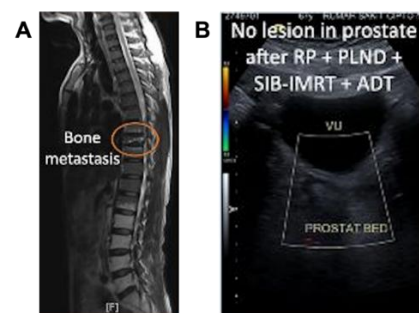 A
Bone
metastasis
[F]
B
No lesion in prostate
after RP + PLND +
SIB-IMRT + ADT
VU
PROSTAT BED